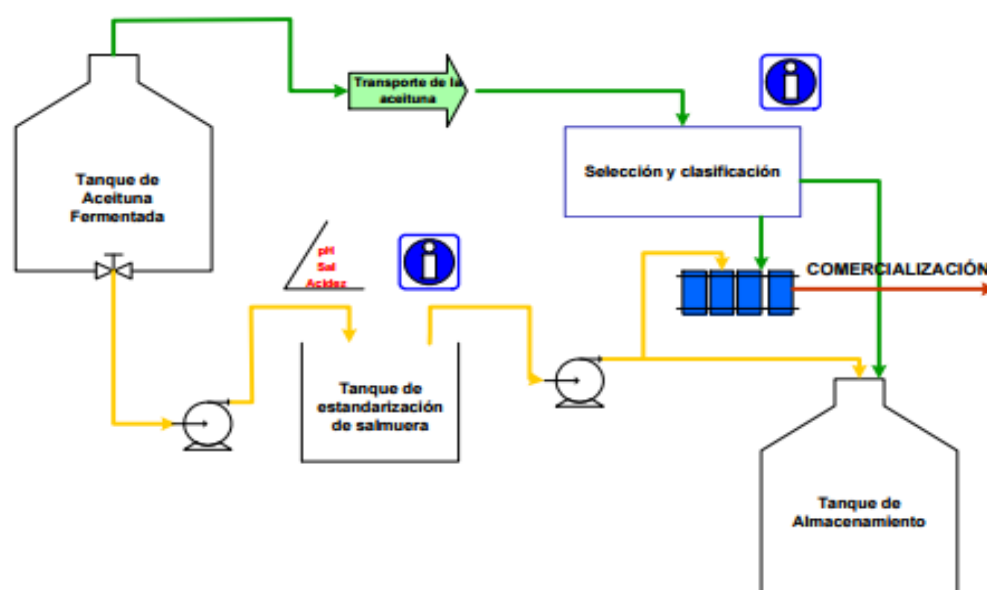 Transporte de la
aceituna
Tanque de
Aceituna
Fermentada
Selección y clasificación
pH
Sal
Acidez
COMERCIALIZACIÓN
Tanque de
estandarización
de salmuera
Tanque de
Almacenamiento